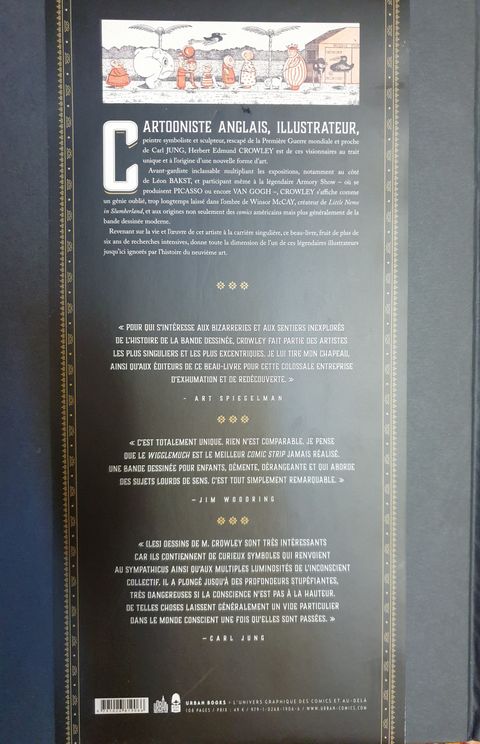 CARTOONISTE ANGLAIS, ILLUSTRATEUR,
peintre symboliste et sculpteur, rescapé de la Première Guerre mondiale et proche
de Carl JUNG, Herbert Edmund CROWLEY est de ces visionnaires au trait
unique et à l'origine d'une nouvelle forme d'art.
Avant-gardiste inclassable multipliant les expositions, notamment au côté
de Léon BAKST, et participant même à la légendaire Armory Show – où se
produisent PICASSO ou encore VAN GOGH –, CROWLEY s'affiche comme
un génie oublié, trop longtemps laissé dans l'ombre de Winsor McCAY, créateur de Little Nemo
in Slumberland, et aux origines non seulement des comics américains mais plus généralement de la
bande dessinée moderne.
Revenant sur la vie et l'œuvre de cet artiste à la carrière singulière, ce beau-livre, fruit de plus de
six ans de recherches intensives, donne toute la dimension de l'un de ces légendaires illustrateurs
jusqu'ici ignorés par l'histoire du neuvième art.
« POUR QUI S'INTÉRESSE AUX BIZARRERIES ET AUX SENTIERS INEXPLORÉS
DE L'HISTOIRE DE LA BANDE DESSINÉE, CROWLEY FAIT PARTIE DES ARTISTES
LES PLUS SINGULIERS ET LES PLUS EXCENTRIQUES. JE LUI TIRE MON CHAPEAU,
AINSI QU'AUX ÉDITEURS DE CE BEAU-LIVRE POUR CETTE COLOSSALE ENTREPRISE
D'EXHUMATION ET DE REDÉCOUVERTE. »
- ART SPIEGELMAN
« C'EST TOTALEMENT UNIQUE. RIEN N'EST COMPARABLE. JE PENSE
QUE LE WIGGLEMUCH EST LE MEILLEUR COMIC STRIP JAMAIS RÉALISÉ.
UNE BANDE DESSINÉE POUR ENFANTS, DÉMENTE, DÉRANGEANTE ET QUI ABORDE
DES SUJETS LOURDS DE SENS. C'EST TOUT SIMPLEMENT REMARQUABLE. »
—JIM WOODRING
« (LES) DESSINS DE M. CROWLEY SONT TRÈS INTÉRESSANTS
CAR ILS CONTIENNENT DE CURIEUX SYMBOLES QUI RENVOIENT
AU SYMPATHICUS AINSI QU'AUX MULTIPLES LUMINOSITÉS DE L'INCONSCIENT
COLLECTIF. IL A PLONGÉ JUSQU'À DES PROFONDEURS STUPÉFIANTES,
TRÈS DANGEREUSES SI LA CONSCIENCE N'EST PAS À LA HAUTEUR.
DE TELLES CHOSES LAISSENT GÉNÉRALEMENT UN VIDE PARTICULIER
DANS LE MONDE CONSCIENT UNE FOIS QU'ELLES SONT PASSÉES. »
—CARL JUNG
URBAN BOOKS • L'UNIVERS GRAPHIQUE DES COMICS ET AU-DELÀ
108 PAGES / PRIX : 49 € / 979-1-0268-1906-6 / WWW.URBAN-COMICS.COM